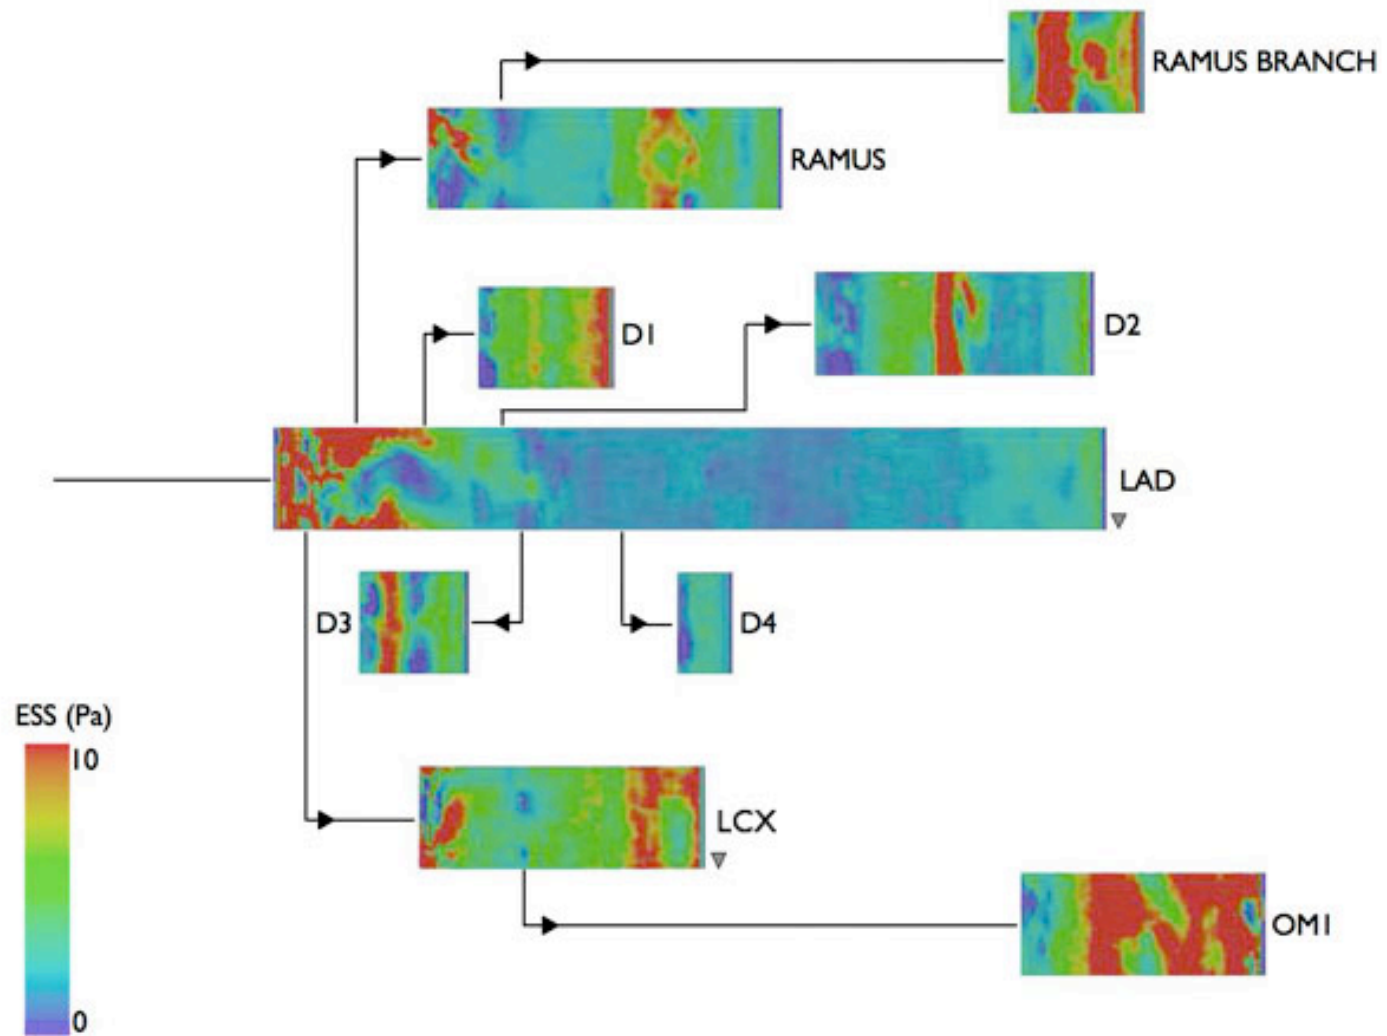 RAMUS BRANCH
RAMUS
D1
D2
LAD
D3
D4
ESS (Pa)
10
0
LCX
OM1